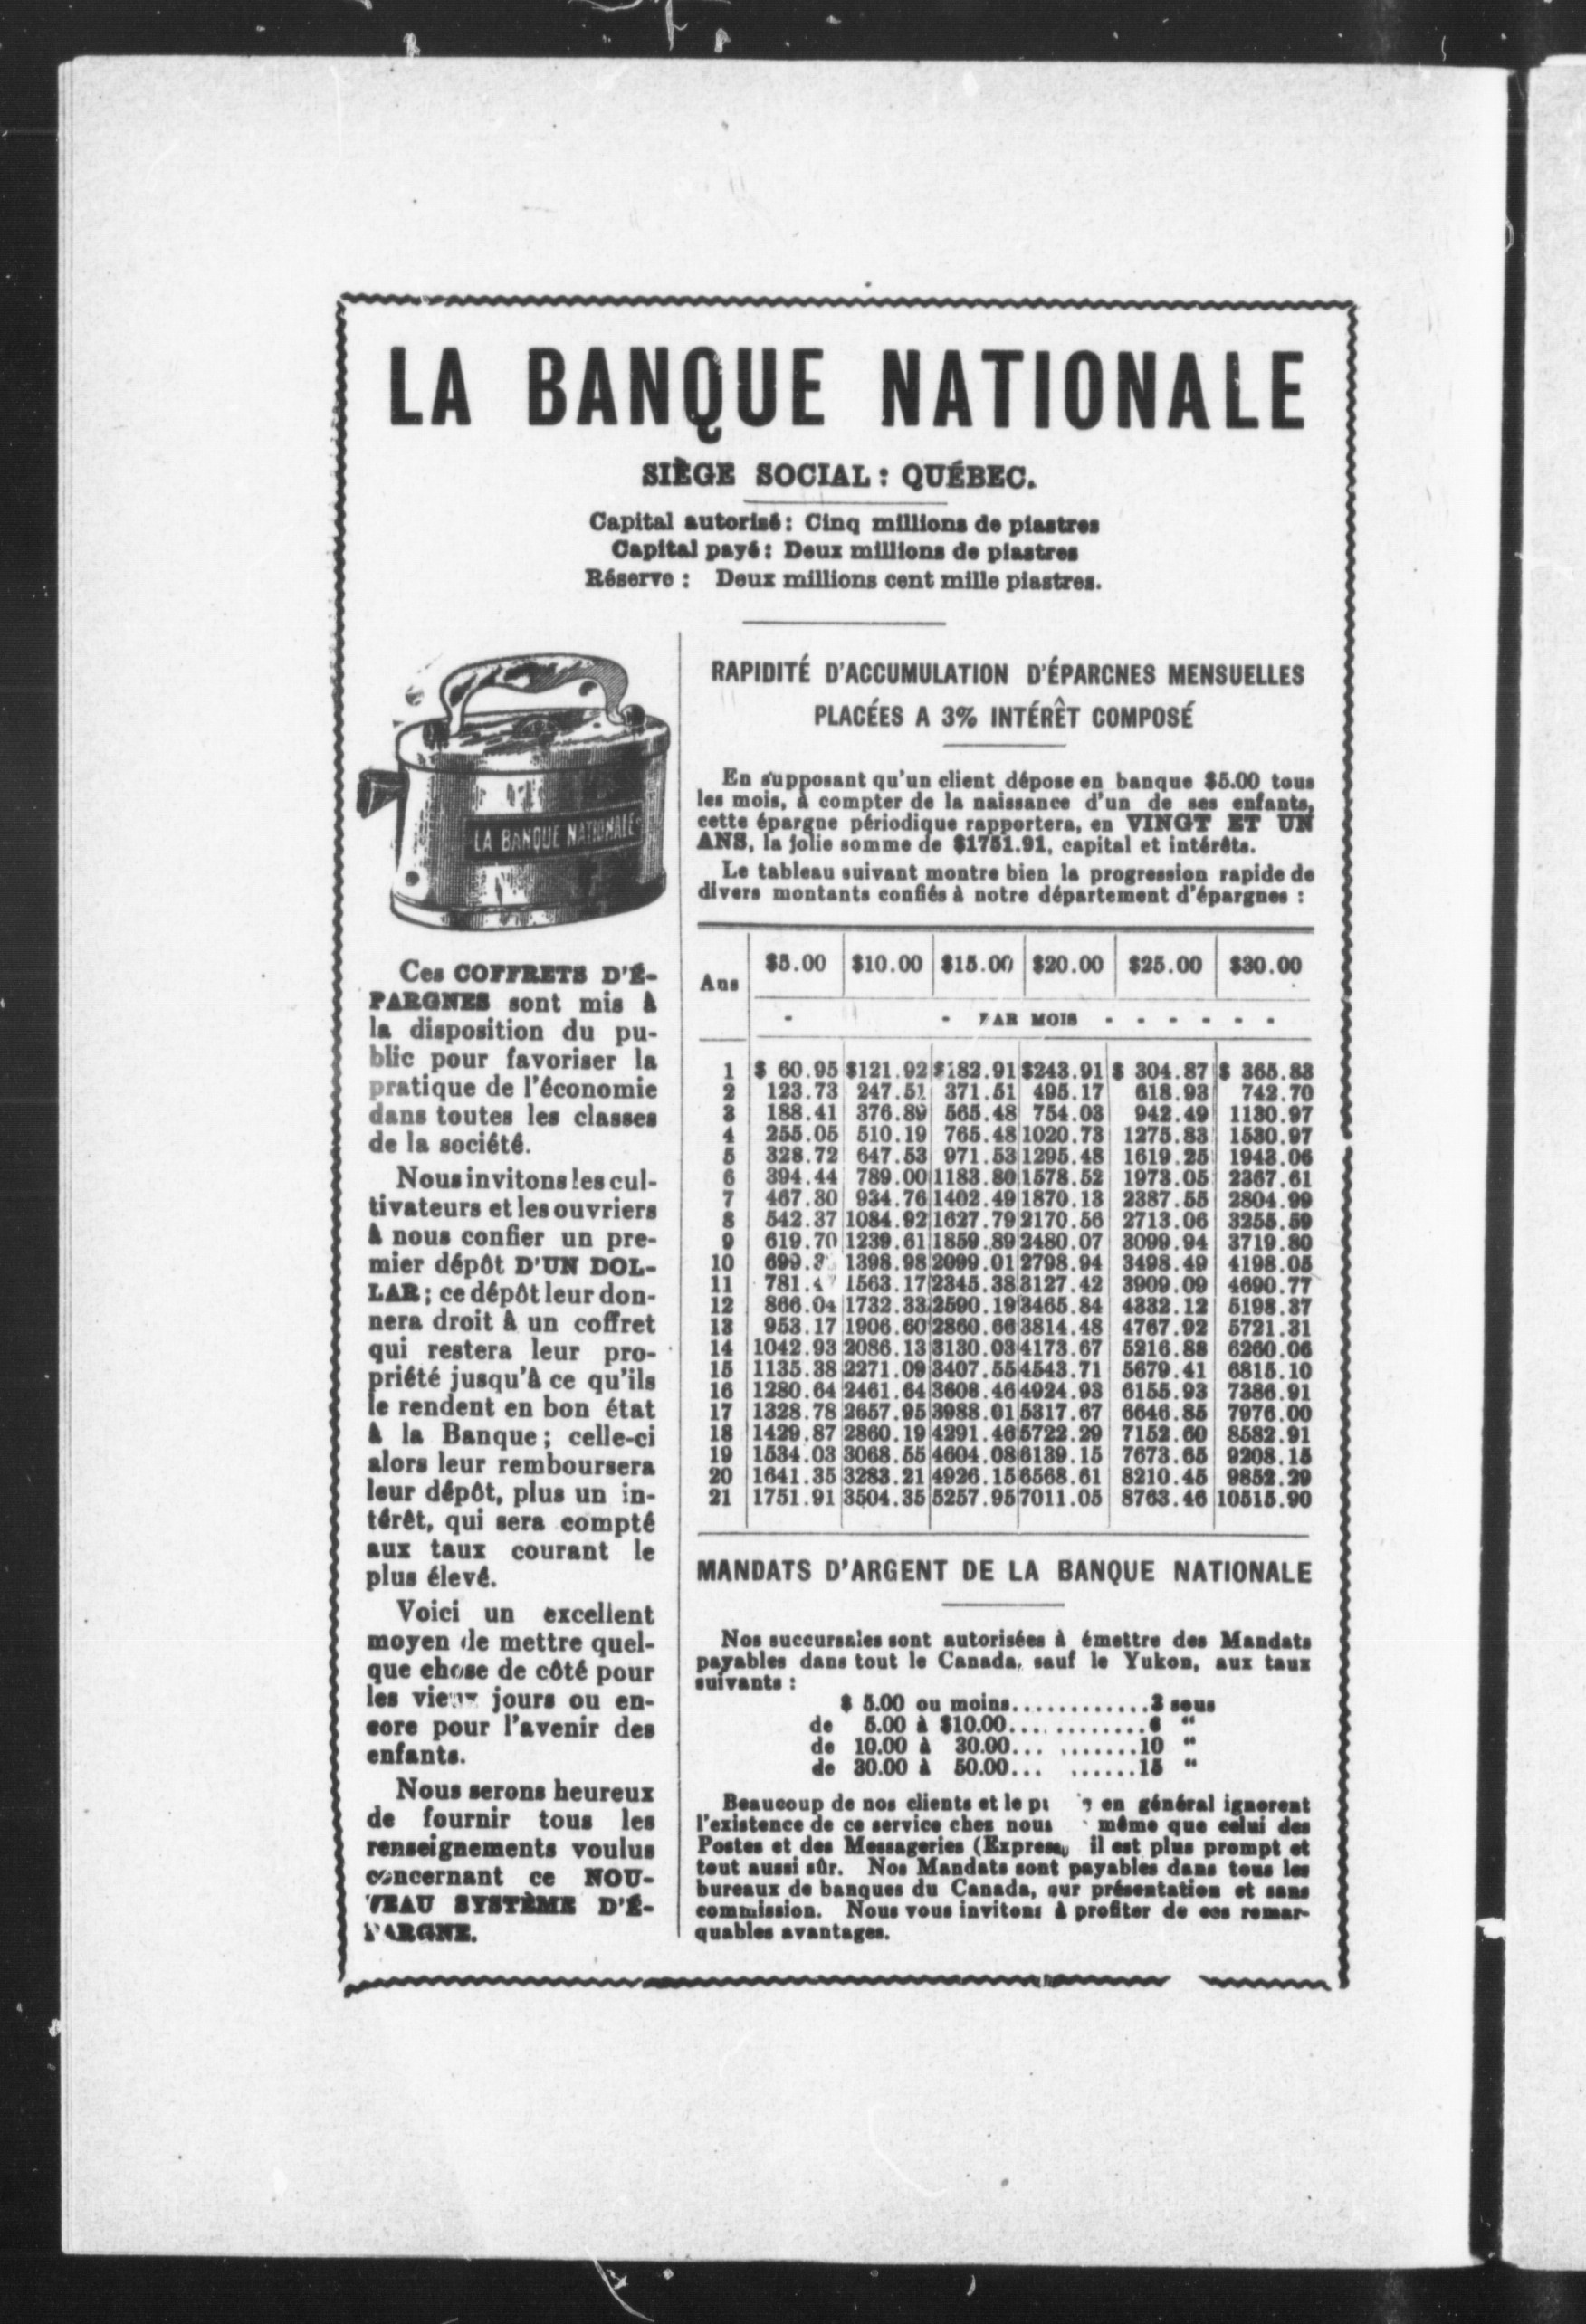 LA BANQUE NATIONALE
SIÈGE SOCIAL : QUÉBEC.
Capital autorisé : Cinq millions de piastres
Capital payé : Deux millions de piastres
Réserve : Deux millions cent mille piastres.
LA BANQUE NATIONALE
Ces COFFRETS D'É-
PARGNES sont mis à
la disposition du pu-
blic pour favoriser la
pratique de l'économie
dans toutes les classes
de la société.
Nous invitons les cul-
tivateurs et les ouvriers
à nous confier un pre-
mier dépôt D'UN DOL-
LAR ; ce dépôt leur don-
nera droit à un coffret
qui restera leur pro-
priété jusqu'à ce qu'ils
le rendent en bon état
à la Banque ; celle-ci
alors leur remboursera
leur dépôt, plus un in-
térêt, qui sera compté
aux taux courant le
plus élevé.
Voici un excellent
moyen de mettre quel-
que chose de côté pour
les vieux jours ou en-
core pour l'avenir des
enfants.
Nous serons heureux
de fournir tous les
renseignements voulus
concernant ce NOU-
VEAU SYSTÈME D'É-
PARGNE.
RAPIDITÉ D'ACCUMULATION D'ÉPARGNES MENSUELLES
PLACÉES A 3% INTÉRÊT COMPOSÉ
En supposant qu'un client dépose en banque $5.00 tous
les mois, à compter de la naissance d'un de ses enfants,
cette épargne périodique rapportera, en VINGT ET UN
ANS, la jolie somme de $1751.91, capital et intérêts.
Le tableau suivant montre bien la progression rapide de
divers montants confiés à notre département d'épargnes :
Ans $5.00 $10.00 $15.00 $20.00 $25.00 $30.00
- - PAR MOIS - - - - - -
1 $ 60.95 $121.92 $182.91 $243.91 $ 304.87 $ 365.83
2 123.73 247.51 371.51 495.17 618.93 742.70
3 188.41 376.89 565.48 754.03 942.49 1130.97
4 255.05 510.19 765.48 1020.73 1275.83 1530.97
5 328.72 647.53 971.53 1295.48 1619.25 1943.06
6 394.44 789.00 1183.80 1578.52 1973.05 2367.61
7 467.30 934.76 1402.49 1870.13 2387.55 2804.99
8 542.37 1084.92 1627.79 2170.56 2713.06 3255.59
9 619.70 1239.61 1859.89 2480.07 3099.94 3719.80
10 1398.98 2099.01 2798.94 3498.49 4198.05
11 1563.17 2345.38 3127.42 3909.09 4690.77
12 866.04 1732.33 2590.19 3465.84 4332.12 5198.37
13 953.17 1906.60 2860.66 3814.48 4767.92 5721.31
14 1042.93 2086.13 3130.03 4173.67 5216.88 6260.06
15 1135.38 2271.09 3407.55 4543.71 5679.41 6815.10
16 1280.64 2461.64 3608.46 4924.93 6155.93 7386.91
17 1328.78 2657.95 3988.01 5317.67 6646.85 7976.00
18 1429.87 2860.19 4291.46 5722.29 7152.60 8582.91
19 1534.03 3068.55 4604.08 6139.15 7673.65 9208.15
20 1641.35 3283.21 4926.15 6568.61 8210.45 9852.29
21 1751.91 3504.35 5257.95 7011.05 8763.46 10515.90
MANDATS D'ARGENT DE LA BANQUE NATIONALE
Nos succursales sont autorisées à émettre des Mandats
payables dans tout le Canada, sauf le Yukon, aux taux
suivants :
$ 5.00 ou moins............3 sous
de 5.00 à $10.00............6 "
de 10.00 à 30.00... .......10 "
de 30.00 à 50.00... ......15 "
Beaucoup de nos clients et le en général ignorent
l'existence de ce service chez nous même que celui des
Postes et des Messageries (Express, il est plus prompt et
tout aussi sûr. Nos Mandats sont payables dans tous les
bureaux de banques du Canada, sur présentation et sans
commission. Nous vous invitons à profiter de ces remar-
quables avantages.